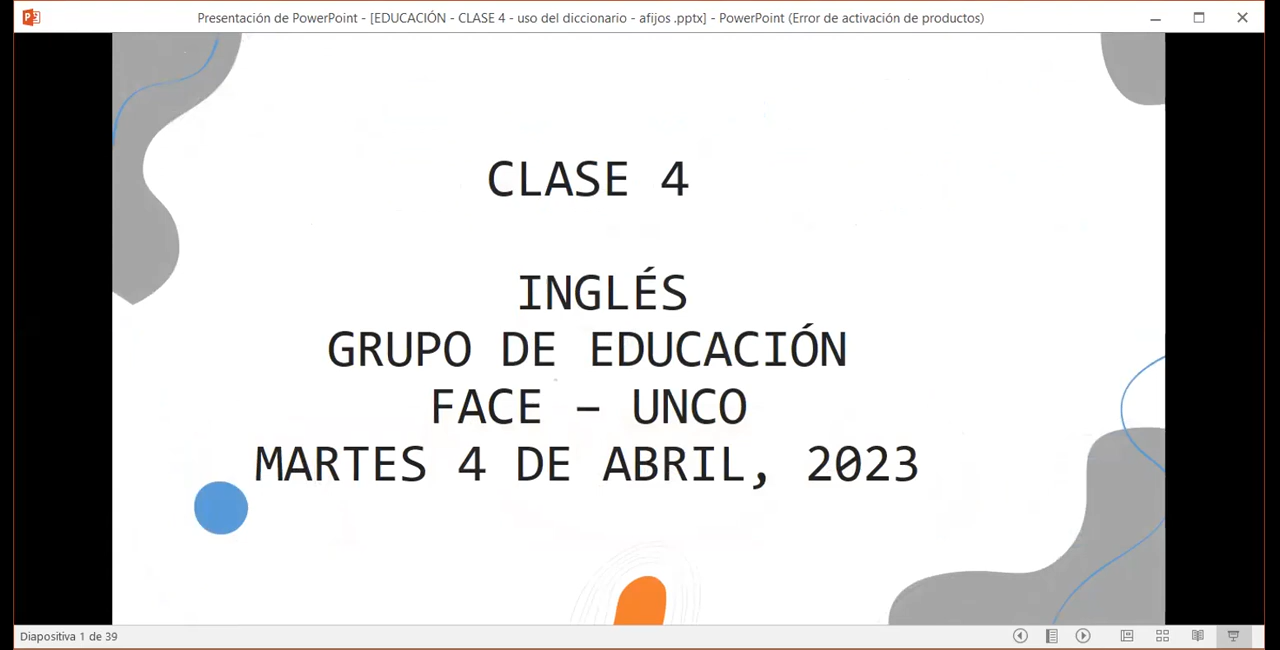 Presentación de PowerPoint - [EDUCACIÓN - CLASE 4 - uso del diccionario - afijos .pptx] - PowerPoint (Error de activación de productos)
CLASE 4
INGLÉS
GRUPO DE EDUCACIÓN
FACE – UNCO
MARTES 4 DE ABRIL, 2023
Diapositiva 1 de 39